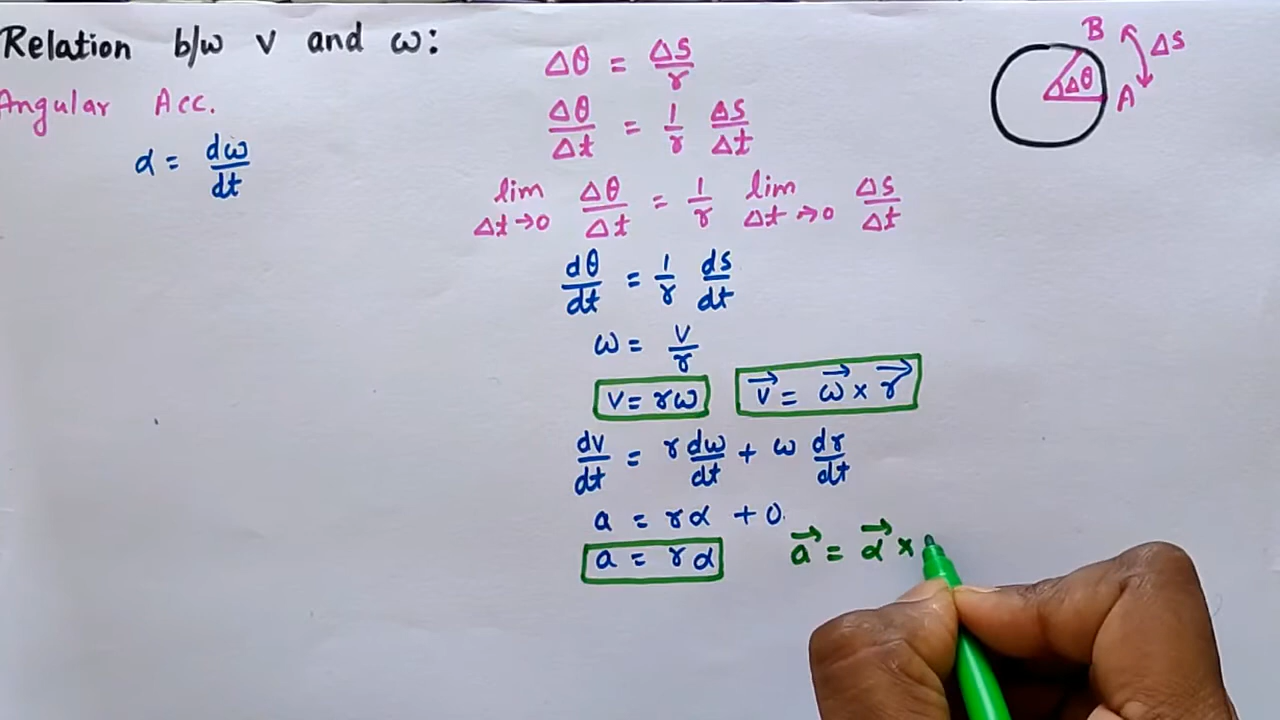 Relation b/w v and ω:
Angular Acc.
α = dω/dt
Δθ = Δs/r
Δθ/Δt = 1/r Δs/Δt
lim Δt→0 Δθ/Δt = 1/r lim Δt→0 Δs/Δt
dθ/dt = 1/r ds/dt
ω = v/r
v = rω
v⃗ = ω⃗ × r⃗
dv/dt = r dω/dt + ω dr/dt
a = rα + 0
a = rα
a⃗ = α⃗ ×
B
Δs
Δθ
A